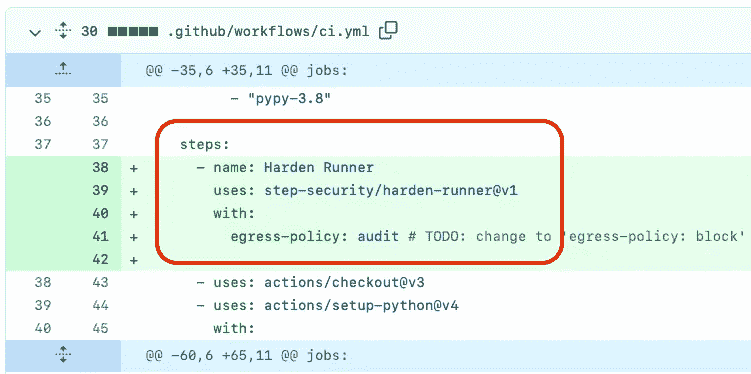 30 .github/workflows/ci.yml
@@ -35,6 +35,11 @@ jobs:
35 35 - "pypy-3.8"
36 36
37 37 steps:
38 + - name: Harden Runner
39 + uses: step-security/harden-runner@v1
40 + with:
41 + egress-policy: audit # TODO: change to 'egress-policy: block'
42 +
38 43 - uses: actions/checkout@v3
39 44 - uses: actions/setup-python@v4
40 45 with:
@@ -60,6 +65,11 @@ jobs: